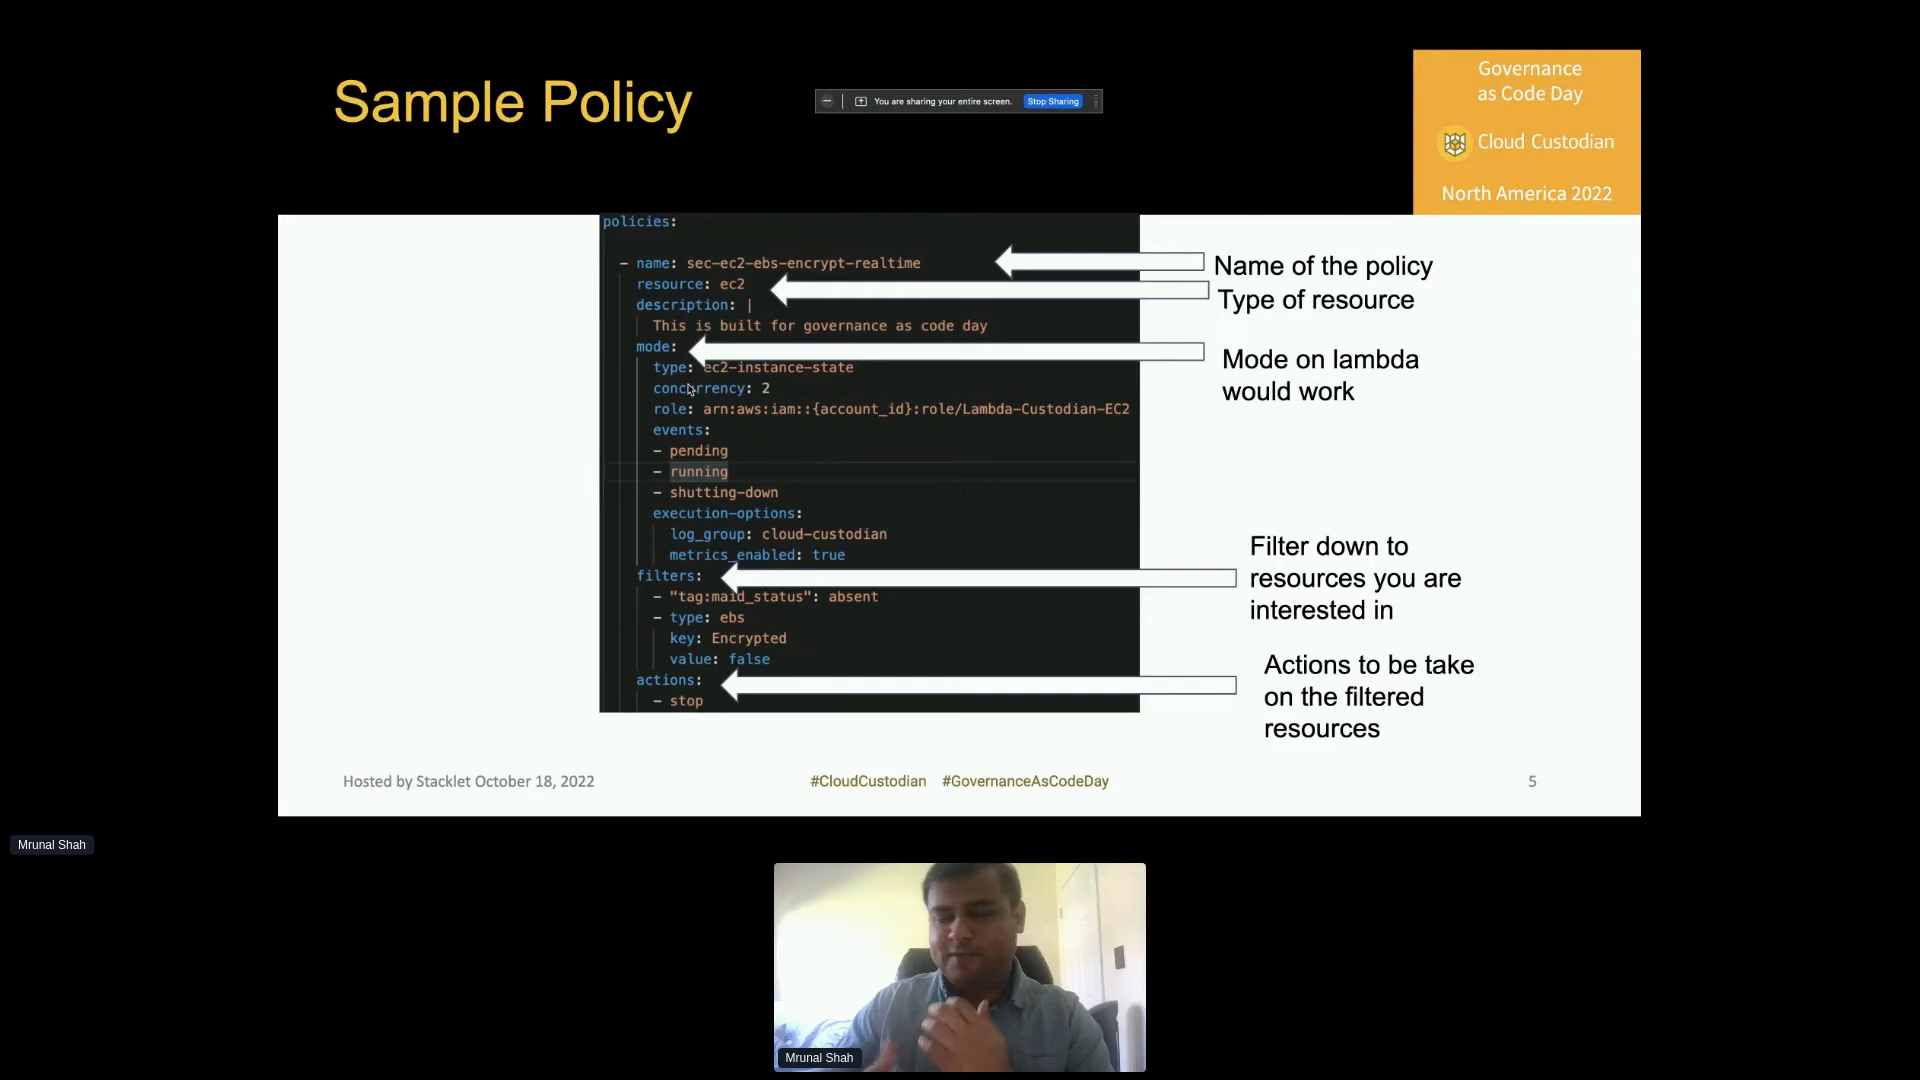 Sample Policy
You are sharing your entire screen. Stop Sharing
Governance
as Code Day
Cloud Custodian
North America 2022
policies:
- name: sec-ec2-ebs-encrypt-realtime
resource: ec2
description: |
This is built for governance as code day
mode:
type: ec2-instance-state
concurrency: 2
role: arn:aws:iam::{account_id}:role/Lambda-Custodian-EC2
events:
- pending
- running
- shutting-down
execution-options:
log_group: cloud-custodian
metrics_enabled: true
filters:
- "tag:maid_status": absent
- type: ebs
key: Encrypted
value: false
actions:
- stop
Name of the policy
Type of resource
Mode on lambda
would work
Filter down to
resources you are
interested in
Actions to be take
on the filtered
resources
Hosted by Stacklet October 18, 2022
#CloudCustodian #GovernanceAsCodeDay
5
Mrunal Shah
Mrunal Shah